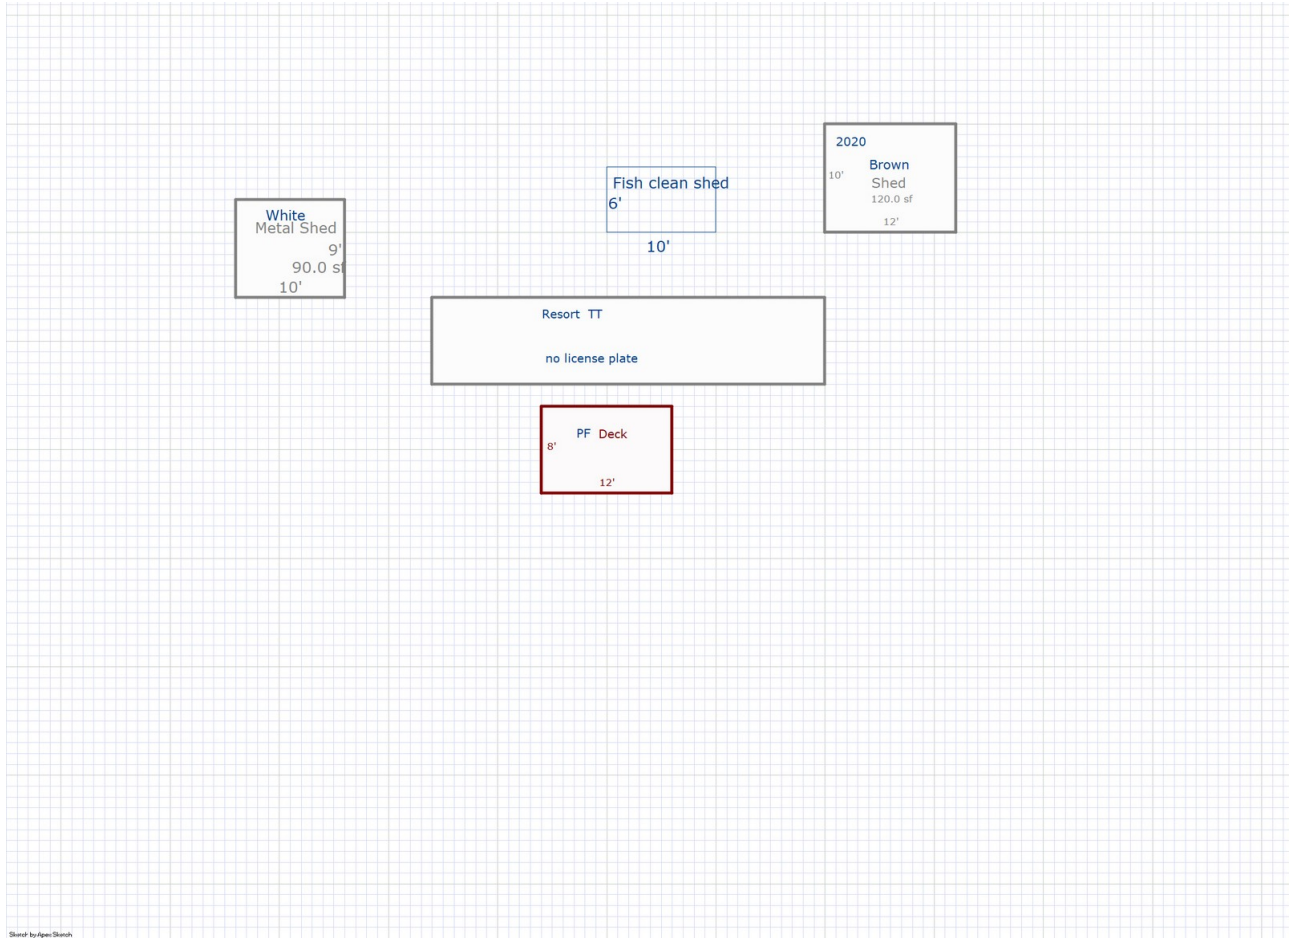 2020
Brown
10'
Shed
120.0 sf
12'
Fish clean shed
6'
10'
White
Metal Shed
9'
90.0 sf
10'
Resort TT
no license plate
PF Deck
8'
12'
Sketch by Apex Sketch